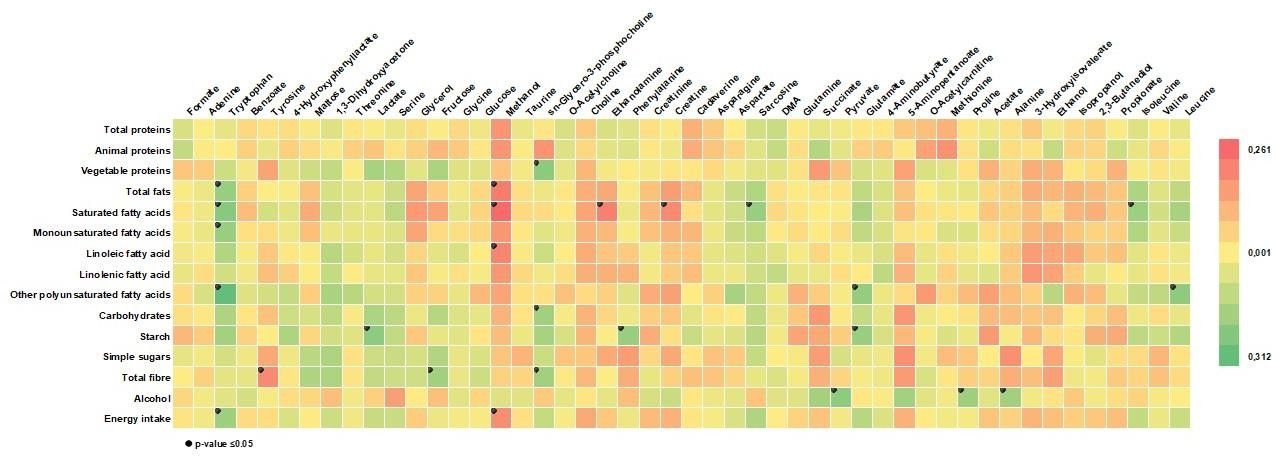 Formate
Adenine
Tryptophan
Benzoate
Tyrosine
4-Hydroxyphenyllactate
Maltose
1,3-Dihydroxyacetone
Threonine
Lactate
Serine
Glycerol
Fructose
Glycine
Glucose
Methanol
Taurine
sn-Glycero-3-phosphocholine
O-Acetylcholine
Choline
Ethanolamine
Phenylalanine
Creatinine
Creatine
Cadaverine
Asparagine
Aspartate
Sarcosine
DMA
Glutamine
Succinate
Pyruvate
Glutamate
4-Aminobutyrate
5-Aminopentanoate
O-Acetylcarnitine
Methionine
Proline
Acetate
Alanine
3-Hydroxyisovalerate
Ethanol
Isopropanol
2,3-Butanediol
Propionate
Isoleucine
Valine
Leucine
Total proteins
Animal proteins
Vegetable proteins
Total fats
Saturated fatty acids
Monounsaturated fatty acids
Linoleic fatty acid
Linolenic fatty acid
Other polyunsaturated fatty acids
Carbohydrates
Starch
Simple sugars
Total fibre
Alcohol
Energy intake
0,261
0,001
0,312
p-value ≤0.05